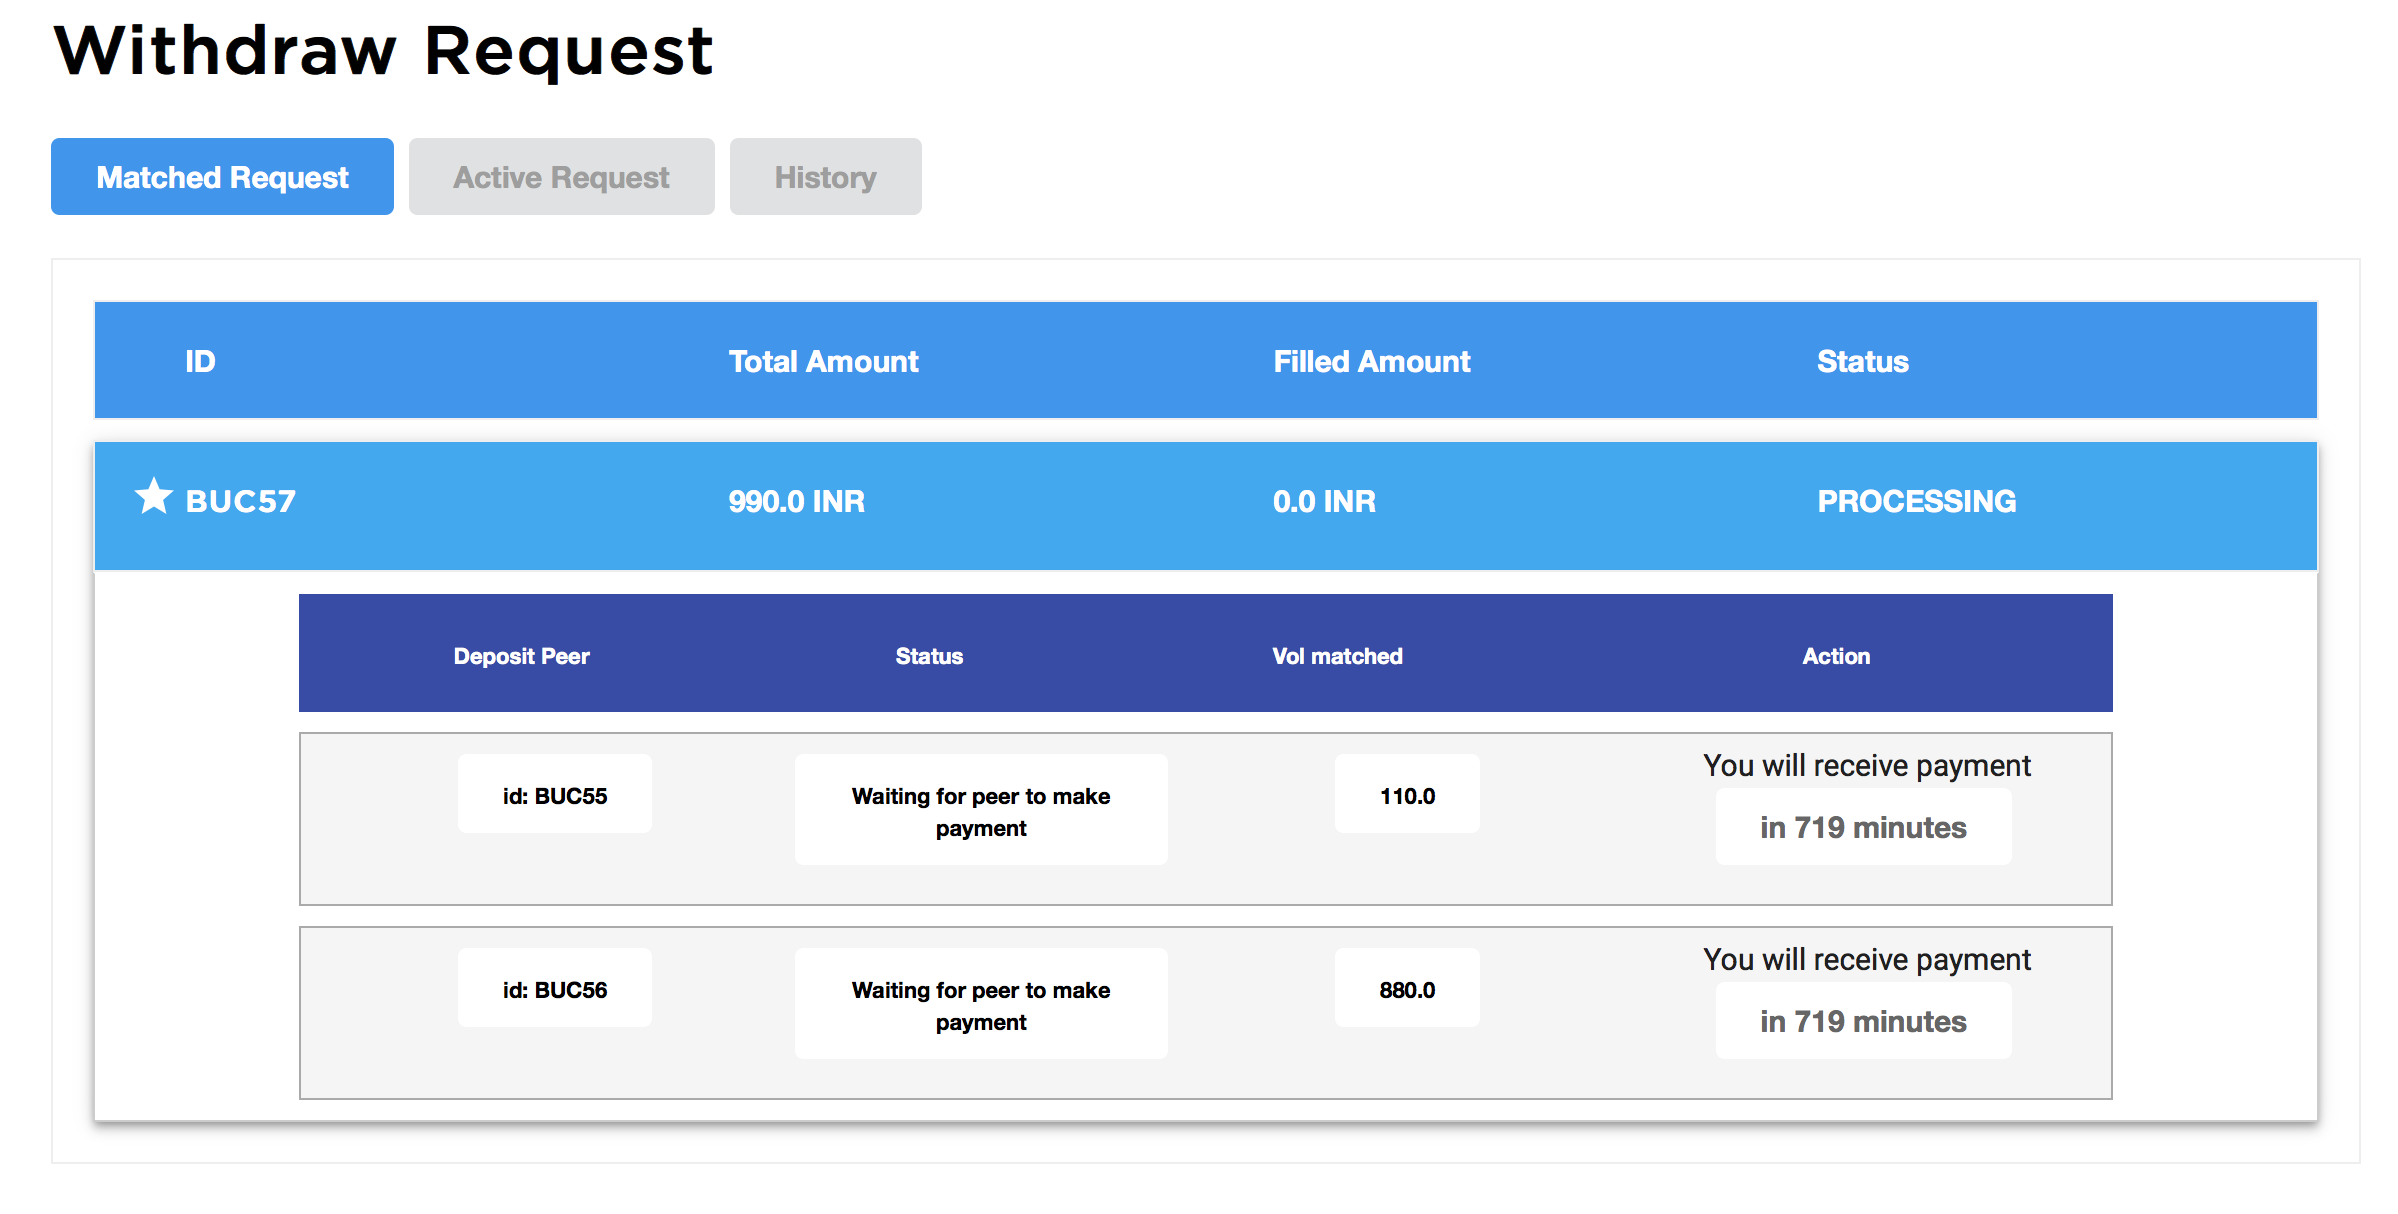 Withdraw Request
Matched Request Active Request History
ID Total Amount Filled Amount Status
BUC57 990.0 INR 0.0 INR PROCESSING
Deposit Peer Status Vol matched Action
You will receive payment
id: BUC55 Waiting for peer to make 110.0
payment
in 719 minutes
You will receive payment
id: BUC56 Waiting for peer to make 880.0
payment
in 719 minutes